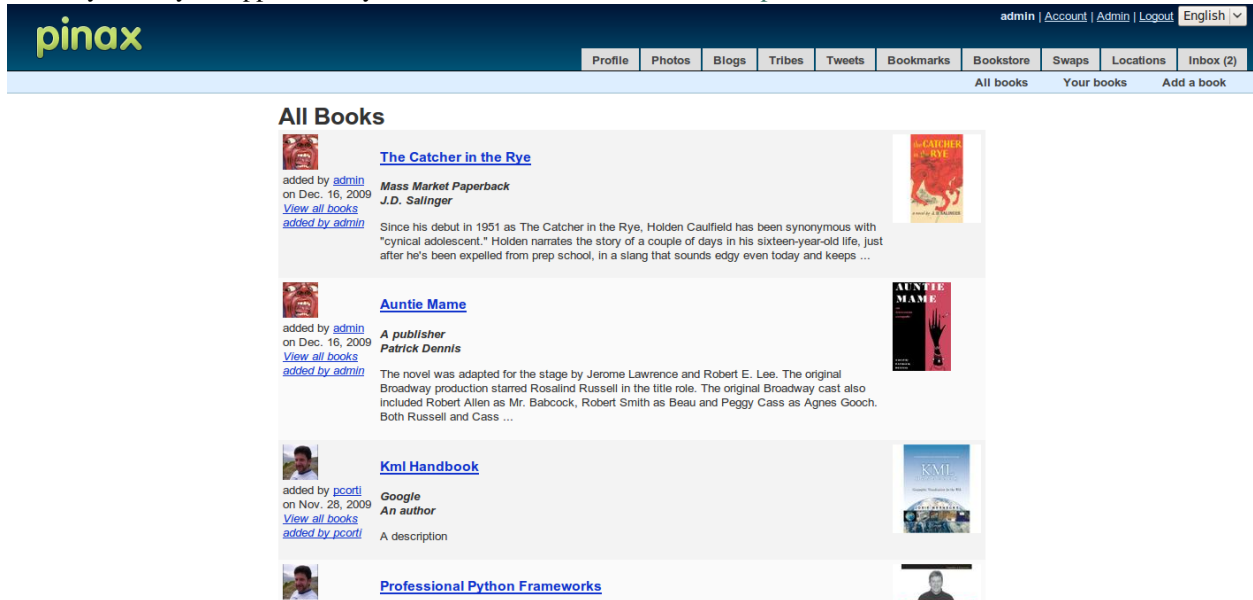 pinax
admin | Account | Admin | Logout English
Profile Photos Blogs Tribes Tweets Bookmarks Bookstore Swaps Locations Inbox (2)
All books Your books Add a book
All Books
added by admin
on Dec. 16, 2009
View all books
added by admin
The Catcher in the Rye
Mass Market Paperback
J.D. Salinger
Since his debut in 1951 as The Catcher in the Rye, Holden Caulfield has been synonymous with
"cynical adolescent." Holden narrates the story of a couple of days in his sixteen-year-old life, just
after he's been expelled from prep school, in a slang that sounds edgy even today and keeps ...
the CATCHER
in the RYE
a novel by J. D. SALINGER
added by admin
on Dec. 16, 2009
View all books
added by admin
Auntie Mame
A publisher
Patrick Dennis
The novel was adapted for the stage by Jerome Lawrence and Robert E. Lee. The original
Broadway production starred Rosalind Russell in the title role. The original Broadway cast also
included Robert Allen as Mr. Babcock, Robert Smith as Beau and Peggy Cass as Agnes Gooch.
Both Russell and Cass ...
AUNTIE
MAME
added by pcorti
on Nov. 28, 2009
View all books
added by pcorti
Kml Handbook
Google
An author
A description
KML
Professional Python Frameworks